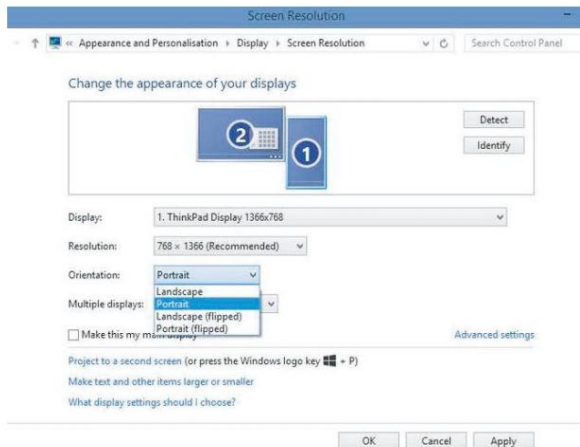 Screen Resolution
« Appearance and Personalisation Display Screen Resolution Search Control Panel
Change the appearance of your displays
2
1
Detect
Identify
Display: 1. ThinkPad Display 1366x768
Resolution: 768 × 1366 (Recommended)
Orientation: Portrait
Landscape
Multiple displays: Portrait
Landscape (flipped)
Portrait (flipped)
Make this my main display Advanced settings
Project to a second screen (or press the Windows logo key + P)
Make text and other items larger or smaller
What display settings should I choose?
OK Cancel Apply